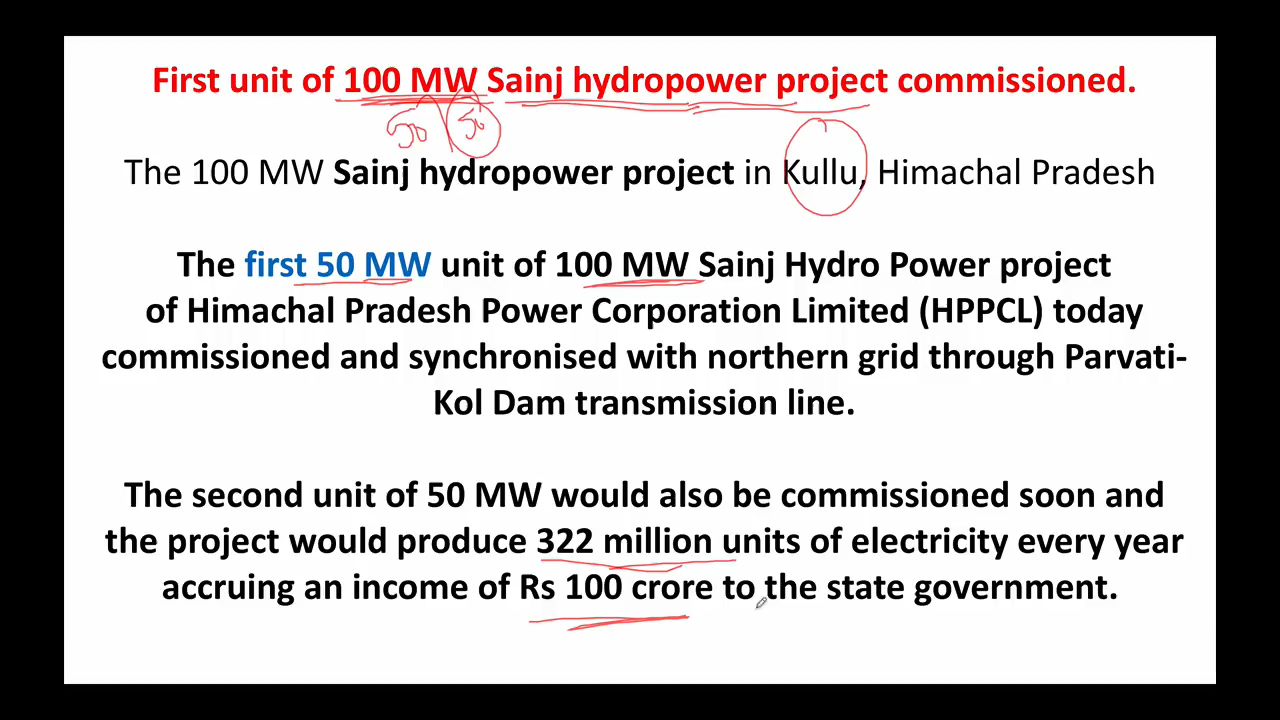 First unit of 100 MW Sainj hydropower project commissioned.
50 50
The 100 MW Sainj hydropower project in Kullu, Himachal Pradesh
The first 50 MW unit of 100 MW Sainj Hydro Power project
of Himachal Pradesh Power Corporation Limited (HPPCL) today
commissioned and synchronised with northern grid through Parvati-
Kol Dam transmission line.
The second unit of 50 MW would also be commissioned soon and
the project would produce 322 million units of electricity every year
accruing an income of Rs 100 crore to the state government.